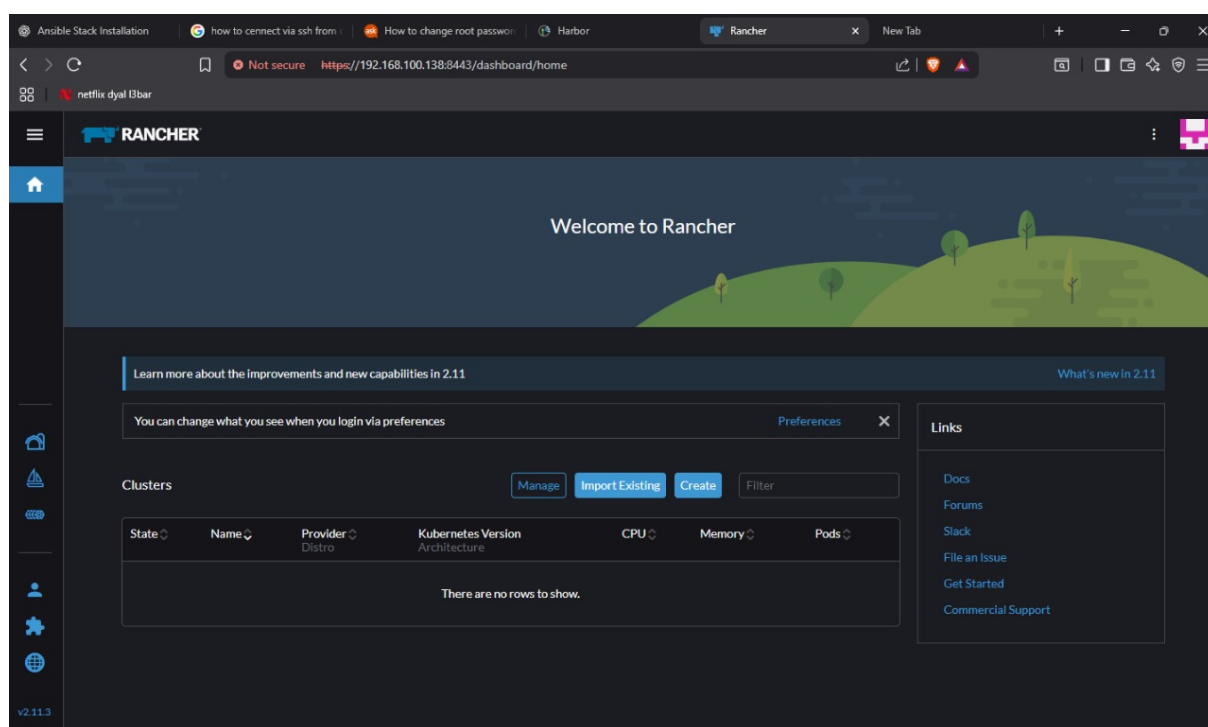 Ansible Stack Installation
how to cennect via ssh from
How to change root passwor
Harbor
Rancher
New Tab
Not secure https://192.168.100.138:8443/dashboard/home
netflix dyal l3bar
RANCHER
Welcome to Rancher
Learn more about the improvements and new capabilities in 2.11
What's new in 2.11
You can change what you see when you login via preferences
Preferences
Links
Clusters
Manage
Import Existing
Create
Filter
Docs
Forums
Slack
File an Issue
Get Started
Commercial Support
State
Name
Provider
Distro
Kubernetes Version
Architecture
CPU
Memory
Pods
There are no rows to show.
v2.11.3